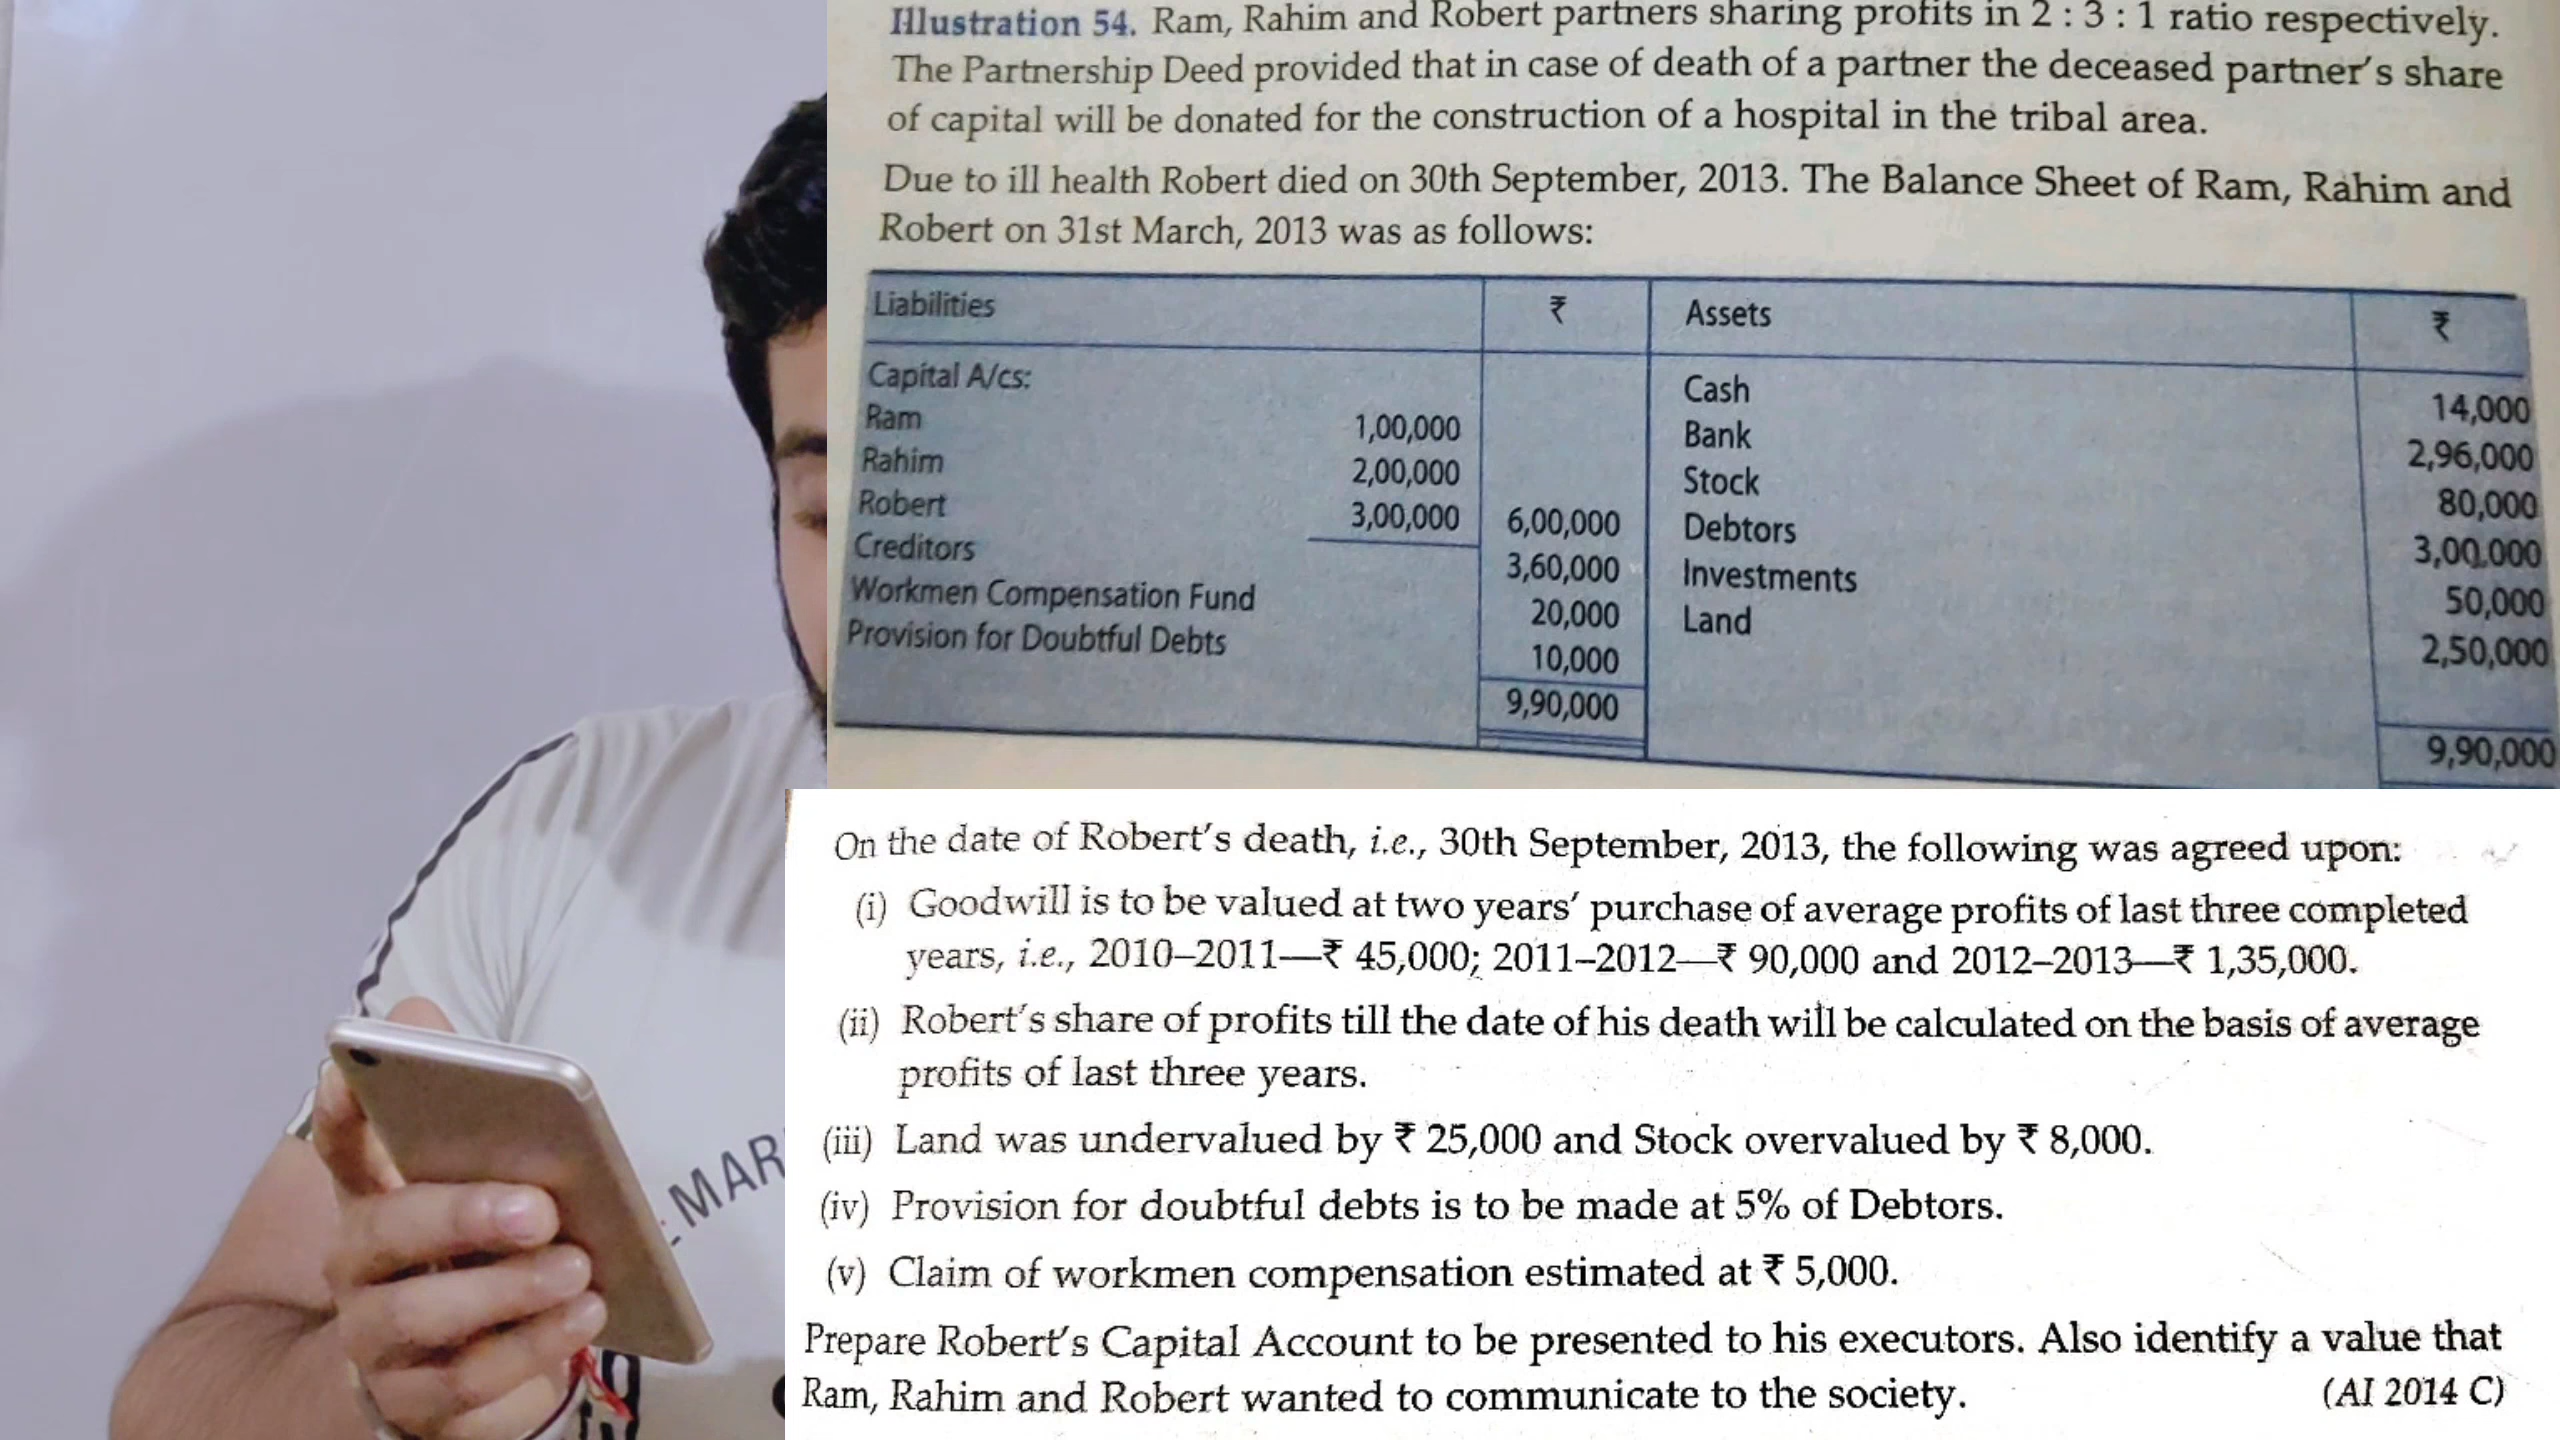 Illustration 54. Ram, Rahim and Robert partners sharing profits in 2 : 3 : 1 ratio respectively.
The Partnership Deed provided that in case of death of a partner the deceased partner's share
of capital will be donated for the construction of a hospital in the tribal area.
Due to ill health Robert died on 30th September, 2013. The Balance Sheet of Ram, Rahim and
Robert on 31st March, 2013 was as follows:
Liabilities ₹ Assets ₹
Capital A/cs: Cash 14,000
Ram 1,00,000 Bank 2,96,000
Rahim 2,00,000 Stock 80,000
Robert 3,00,000 6,00,000 Debtors 3,00,000
Creditors 3,60,000 Investments 50,000
Workmen Compensation Fund 20,000 Land 2,50,000
Provision for Doubtful Debts 10,000
9,90,000 9,90,000
On the date of Robert's death, i.e., 30th September, 2013, the following was agreed upon:
(i) Goodwill is to be valued at two years' purchase of average profits of last three completed
years, i.e., 2010–2011—₹ 45,000; 2011–2012—₹ 90,000 and 2012–2013—₹ 1,35,000.
(ii) Robert's share of profits till the date of his death will be calculated on the basis of average
profits of last three years.
(iii) Land was undervalued by ₹ 25,000 and Stock overvalued by ₹ 8,000.
(iv) Provision for doubtful debts is to be made at 5% of Debtors.
(v) Claim of workmen compensation estimated at ₹ 5,000.
Prepare Robert's Capital Account to be presented to his executors. Also identify a value that
Ram, Rahim and Robert wanted to communicate to the society. (AI 2014 C)
MAR